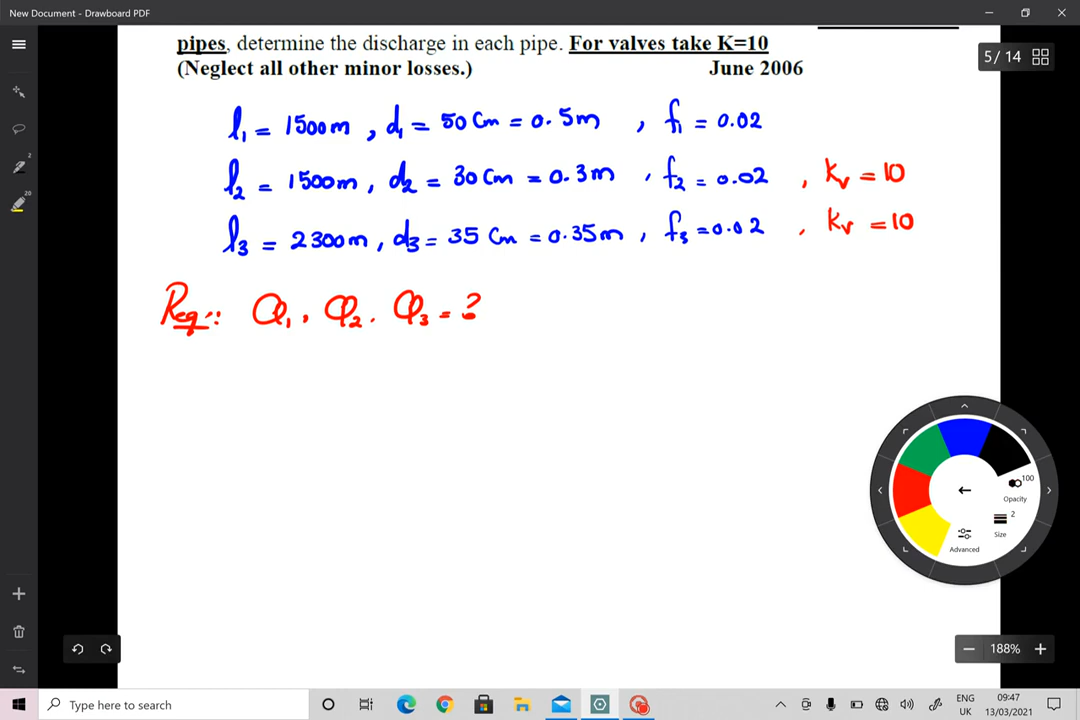 New Document - Drawboard PDF
5 / 14
pipes, determine the discharge in each pipe. For valves take K=10
(Neglect all other minor losses.) June 2006
l₁ = 1500m , d₁ = 50 Cm = 0.5m , f₁ = 0.02
l₂ = 1500m , d₂ = 30 Cm = 0.3m , f₂ = 0.02 , Kv = 10
l₃ = 2300m , d₃ = 35 Cm = 0.35m , f₃ = 0.02 , Kv = 10
Req:: Q₁ , Q₂ . Q₃ = ?
2
20
100
Opacity
2
Size
Advanced
188%
Type here to search
ENG
UK
09:47
13/03/2021